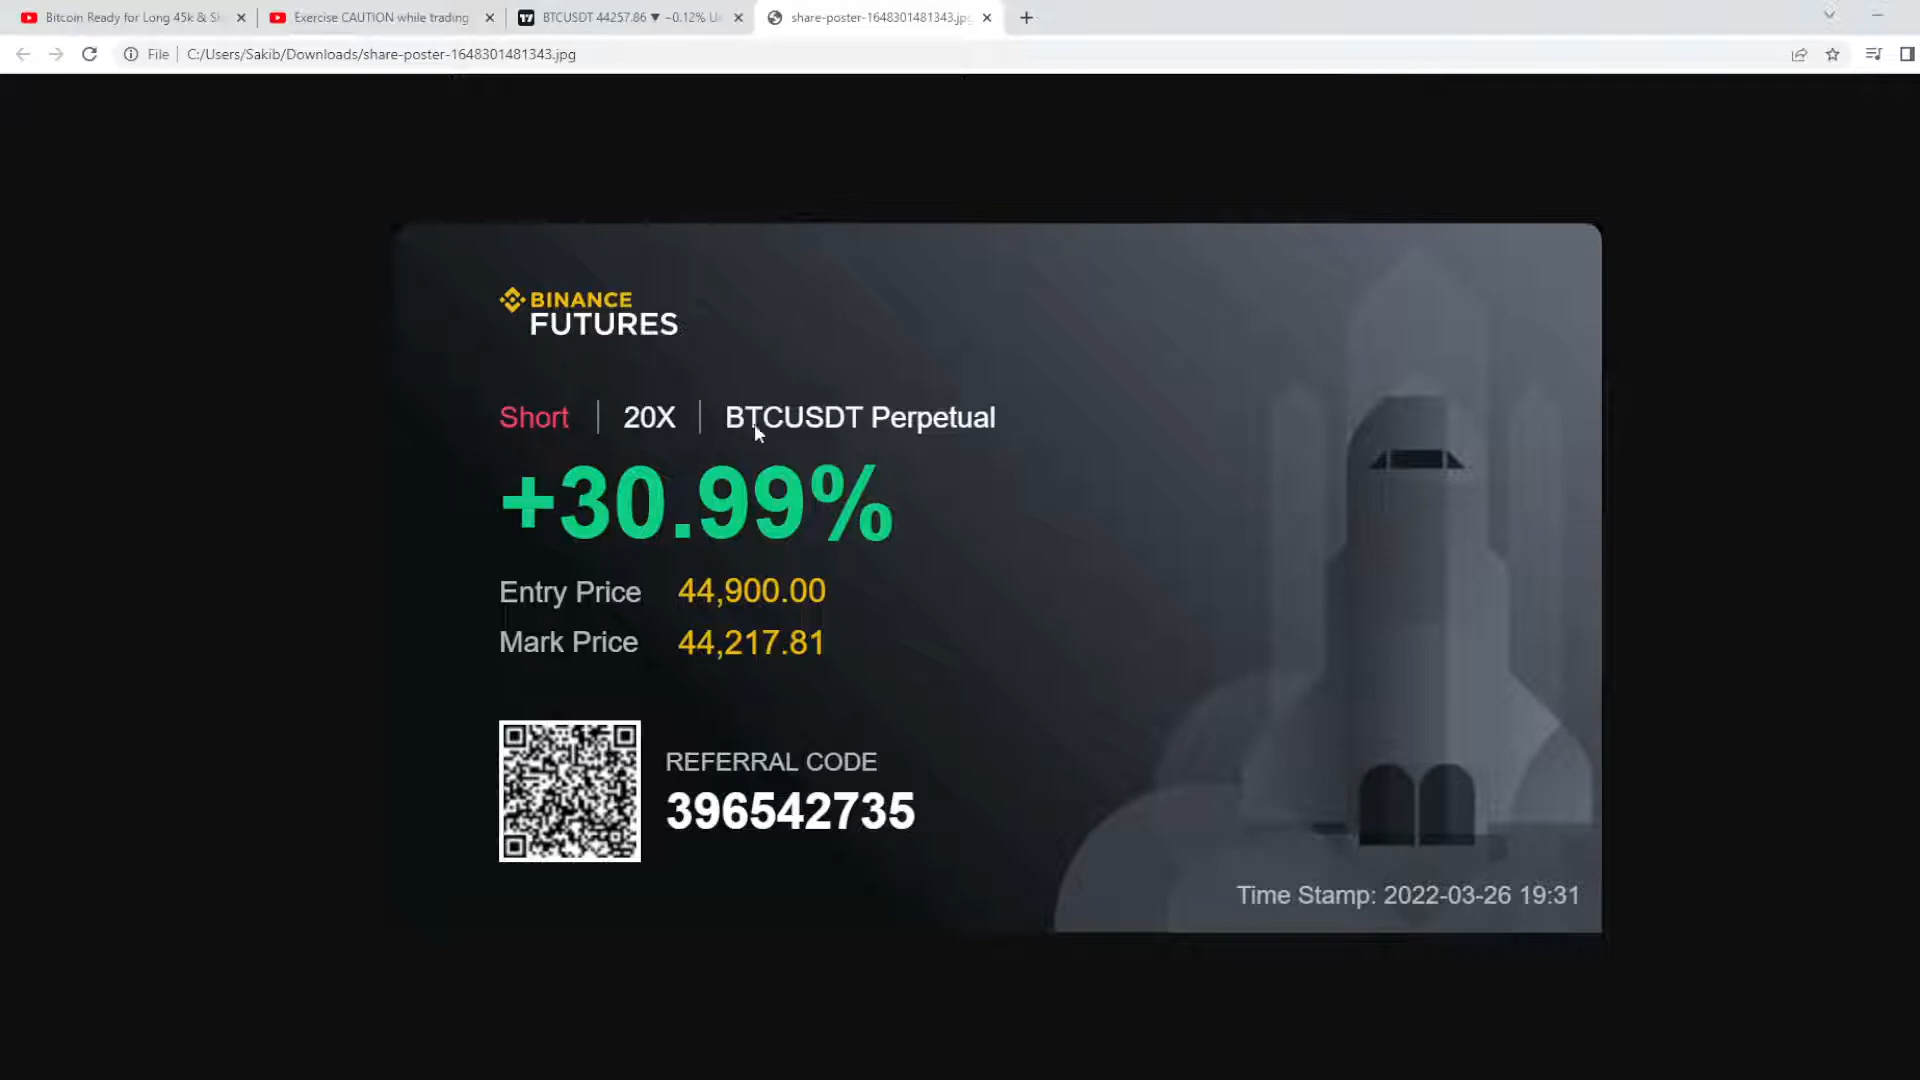 Bitcoin Ready for Long 45k & Sh
Exercise CAUTION while trading
BTCUSDT 44257.86 ▼ −0.12% Un
share-poster-1648301481343.jpg
File
C:/Users/Sakib/Downloads/share-poster-1648301481343.jpg
BINANCE
FUTURES
Short | 20X | BTCUSDT Perpetual
+30.99%
Entry Price 44,900.00
Mark Price 44,217.81
REFERRAL CODE
396542735
Time Stamp: 2022-03-26 19:31